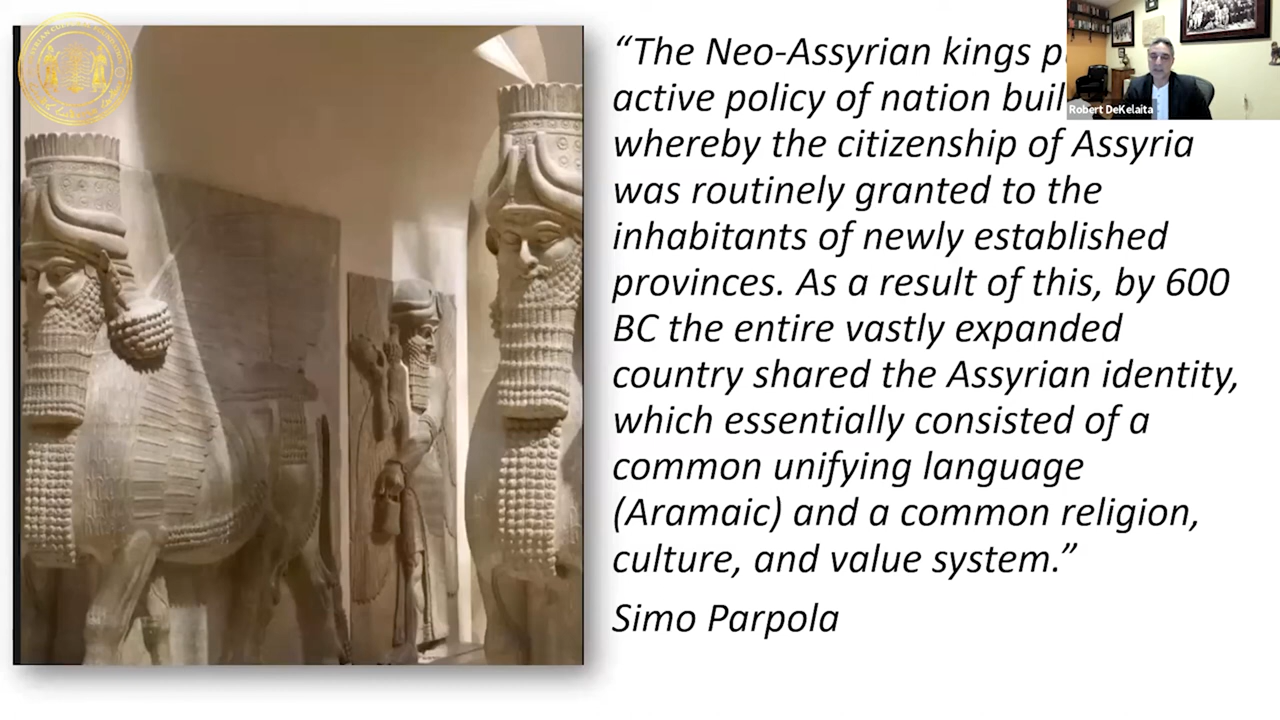 “The Neo-Assyrian kings
active policy of nation
whereby the citizenship of Assyria
was routinely granted to the
inhabitants of newly established
provinces. As a result of this, by 600
BC the entire vastly expanded
country shared the Assyrian identity,
which essentially consisted of a
common unifying language
(Aramaic) and a common religion,
culture, and value system.”
Simo Parpola
Robert DeKelaita